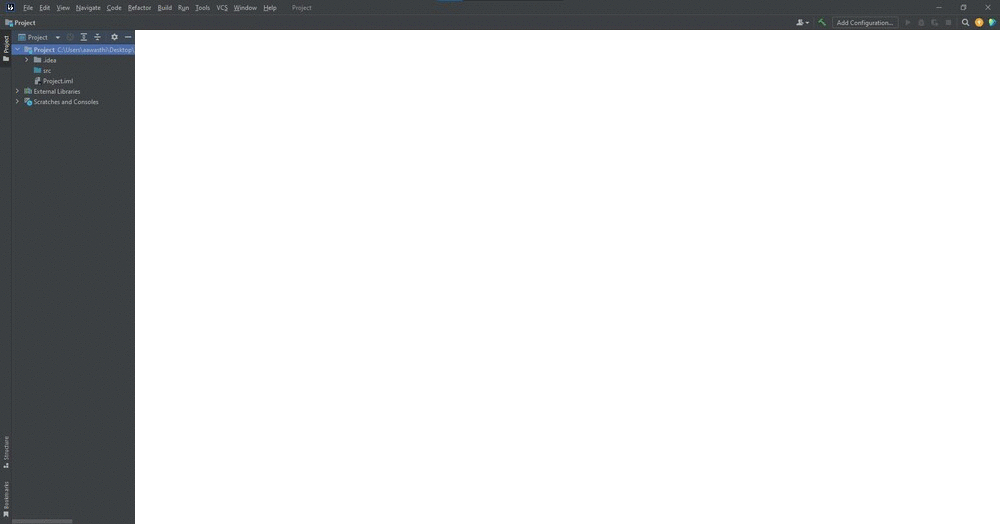 File Edit View Navigate Code Refactor Build Run Tools VCS Window Help Project
Project
Add Configuration...
Project
Project
Project C:\Users\aawasthi\Desktop\
.idea
src
Project.iml
External Libraries
Scratches and Consoles
Structure
Bookmarks